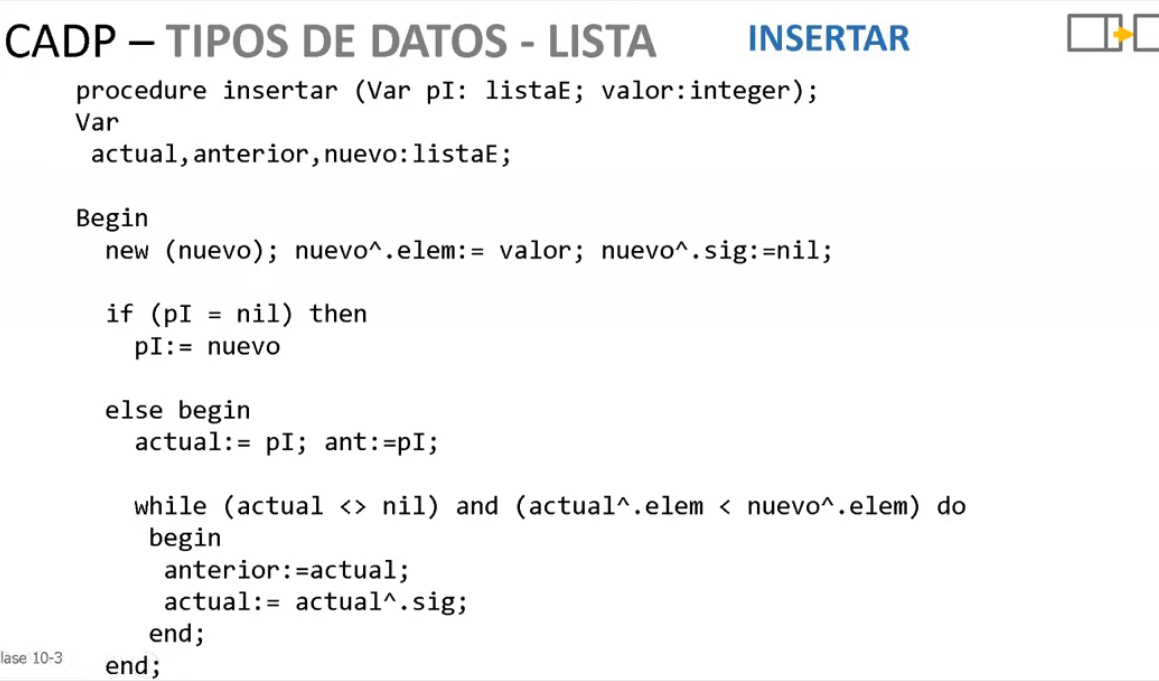 CADP – TIPOS DE DATOS - LISTA INSERTAR
procedure insertar (Var pI: listaE; valor:integer);
Var
actual,anterior,nuevo:listaE;
Begin
new (nuevo); nuevo^.elem:= valor; nuevo^.sig:=nil;
if (pI = nil) then
pI:= nuevo
else begin
actual:= pI; ant:=pI;
while (actual <> nil) and (actual^.elem < nuevo^.elem) do
begin
anterior:=actual;
actual:= actual^.sig;
end;
lase 10-3
end;